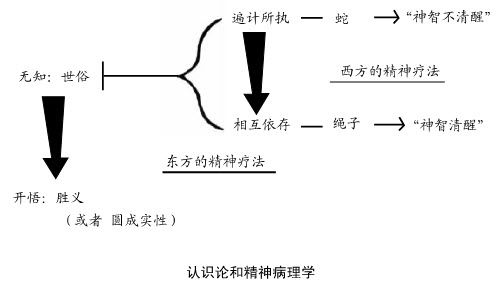 遍计所执 — 蛇 → “神智不清醒”
西方的精神疗法
无知：世俗
相互依存 — 绳子 → “神智清醒”
东方的精神疗法
开悟：胜义
（或者 圆成实性）
认识论和精神病理学